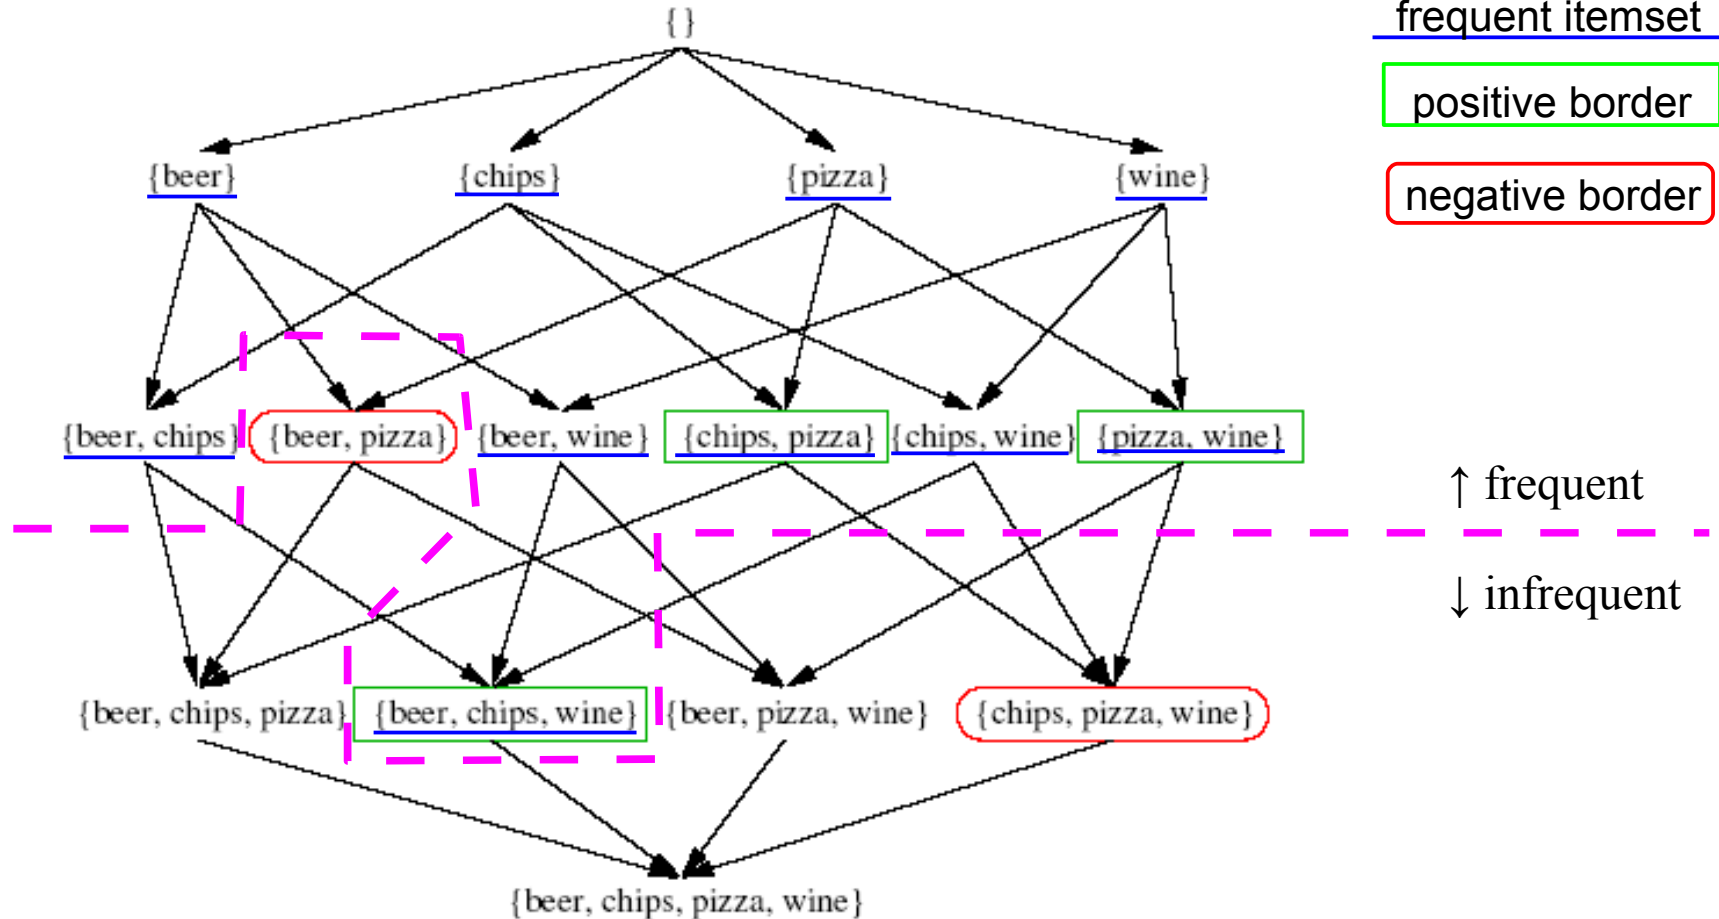 {}
frequent itemset
positive border
negative border
{beer} {chips} {pizza} {wine}
{beer, chips} {beer, pizza} {beer, wine} {chips, pizza} {chips, wine} {pizza, wine}
↑ frequent
↓ infrequent
{beer, chips, pizza} {beer, chips, wine} {beer, pizza, wine} {chips, pizza, wine}
{beer, chips, pizza, wine}